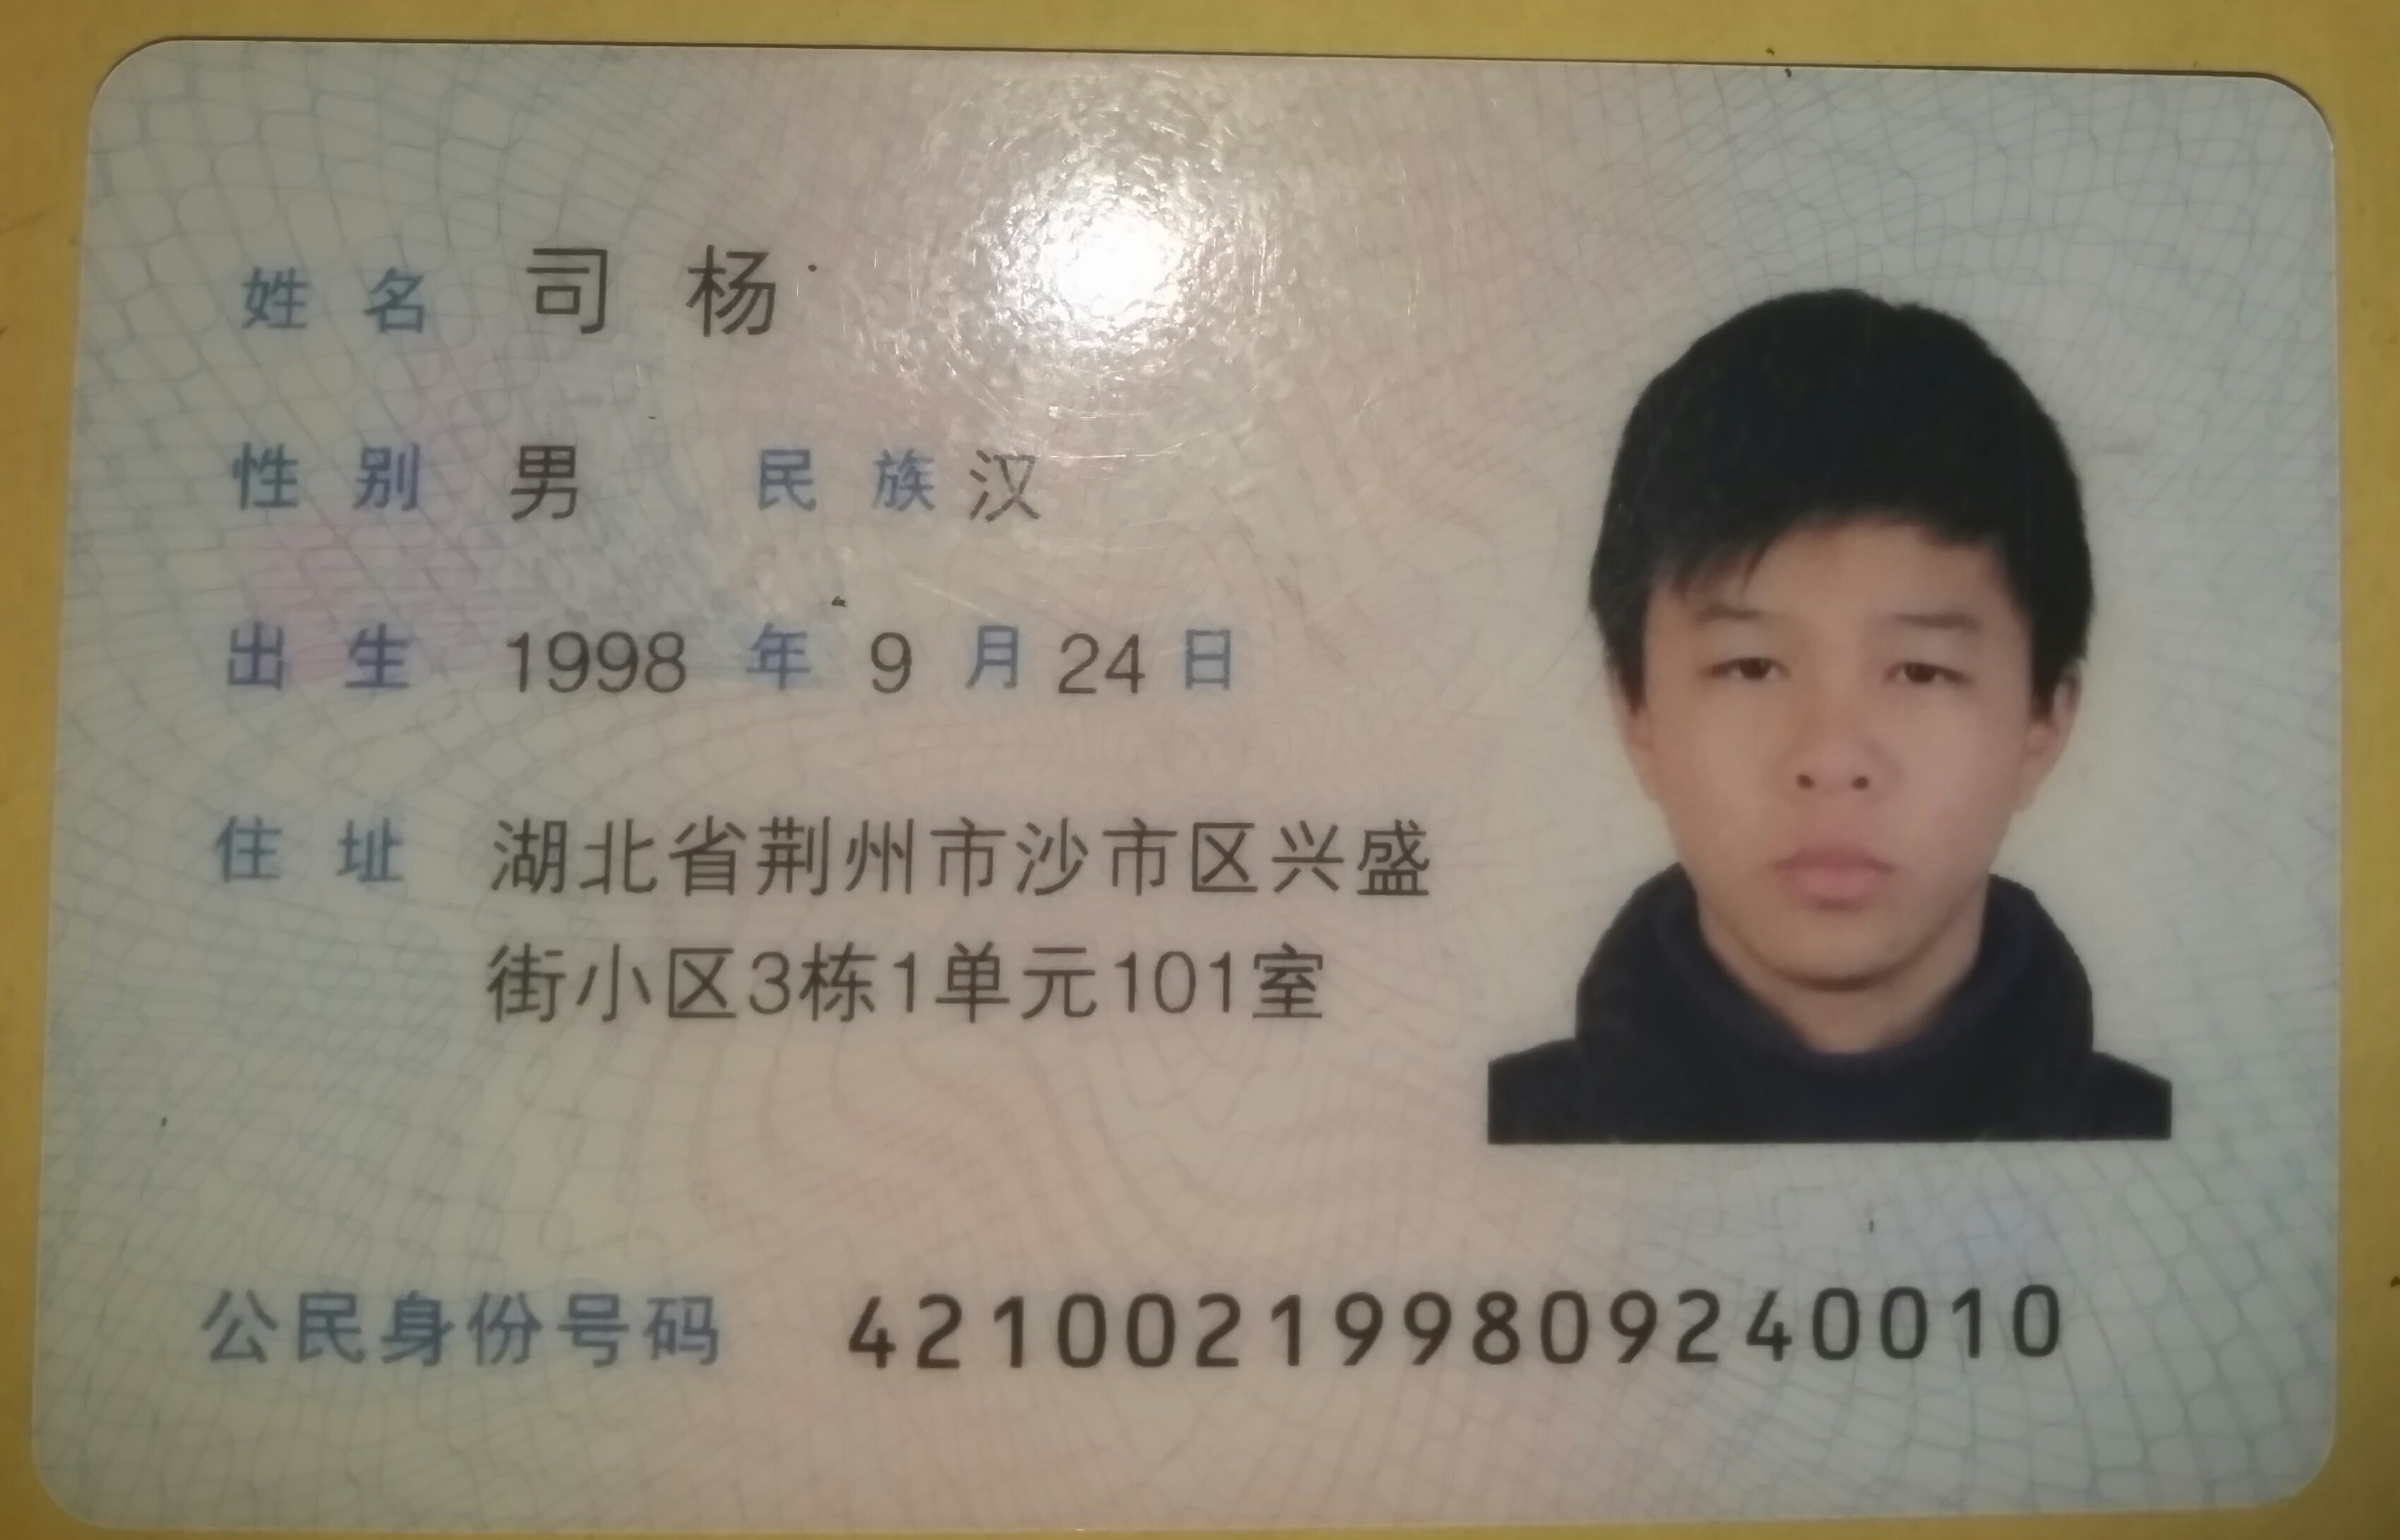 姓名 司杨
性别 男 民族 汉
出生 1998 年 9 月 24 日
住址 湖北省荆州市沙市区兴盛
街小区3栋1单元101室
公民身份号码 421002199809240010